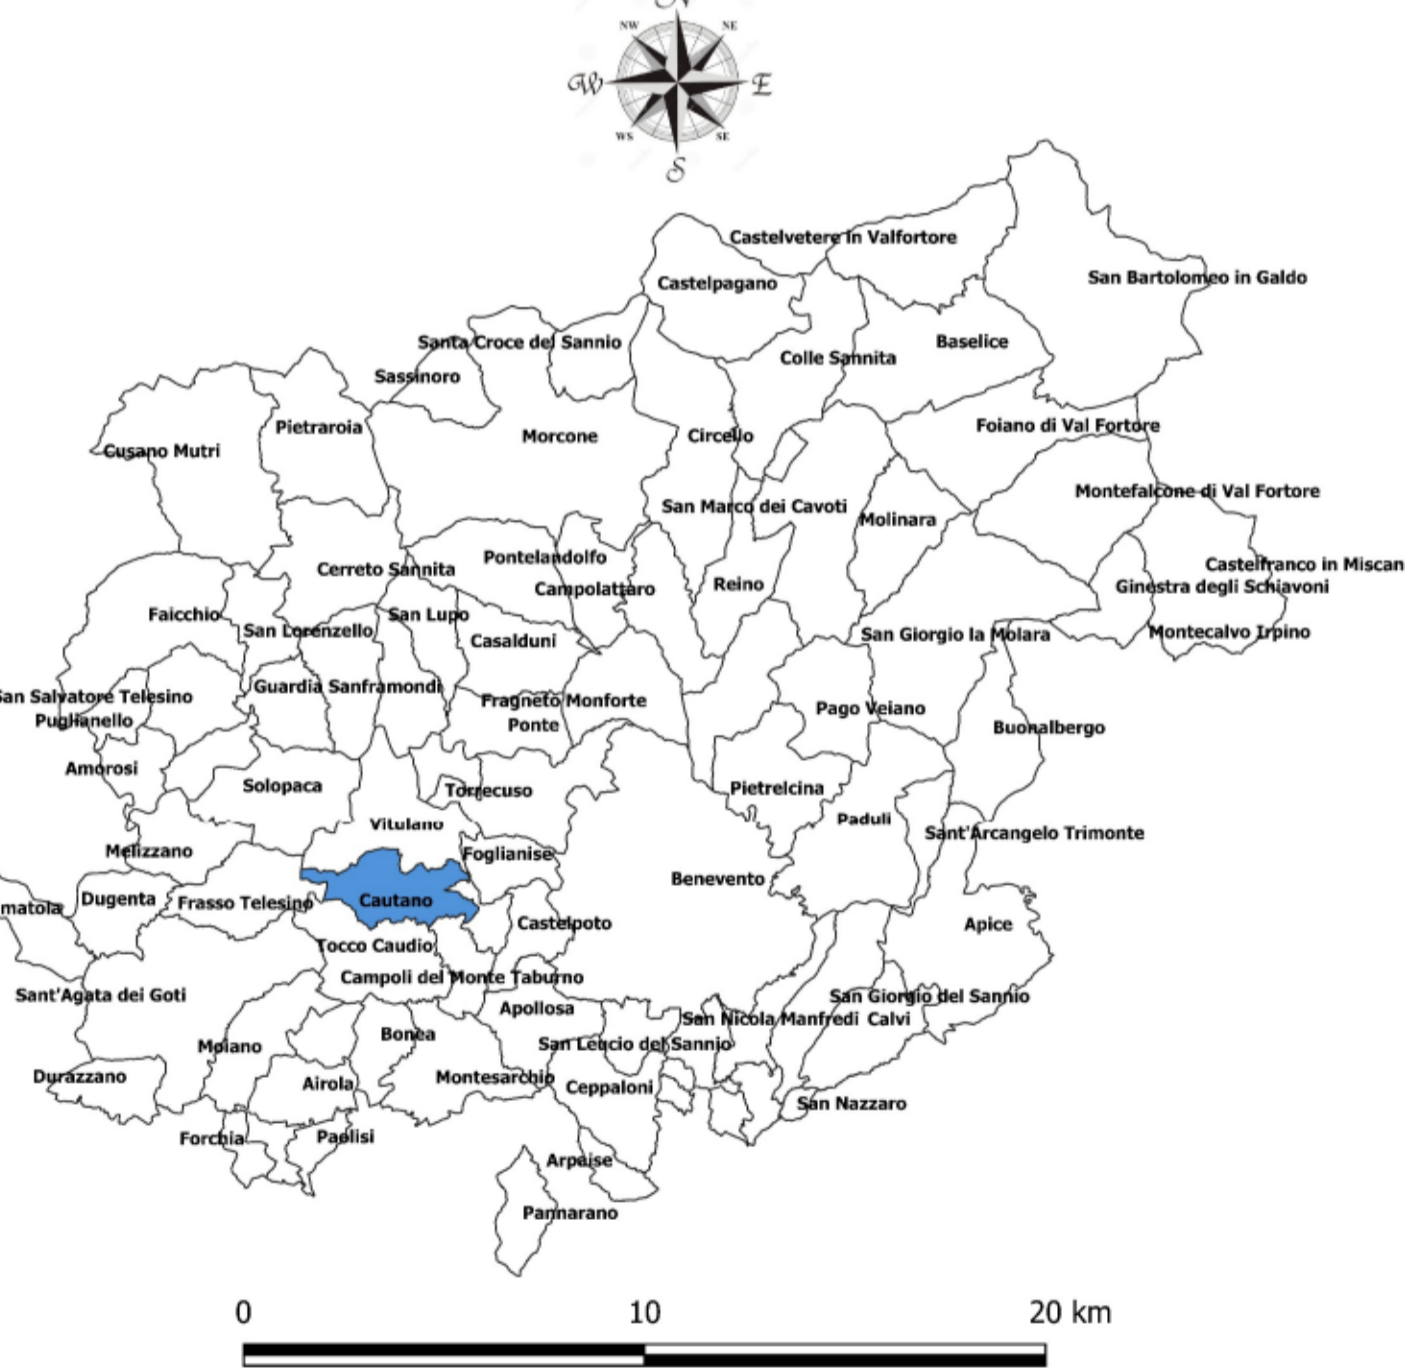 N
NW
NE
W
E
WS
SE
S
Castelvetere in Valfortore
San Bartolomeo in Galdo
Castelpagano
Santa Croce del Sannio
Baselice
Colle Sannita
Sassinoro
Pietraroia
Foiano di Val Fortore
Morcone
Circello
Cusano Mutri
Montefalcone di Val Fortore
San Marco dei Cavoti
Molinara
Pontelandolfo
Castelfranco in Miscan
Cerreto Sannita
Campolattaro
Reino
Ginestra degli Schiavoni
Faicchio
San Lupo
San Lorenzello
Casalduni
San Giorgio la Molara
Montecalvo Irpino
Guardia Sanframondi
San Salvatore Telesino
Fragneto Monforte
Pago Veiano
Puglianello
Ponte
Buonalbergo
Amorosi
Solopaca
Torrecuso
Pietrelcina
Vitulano
Paduli
Sant'Arcangelo Trimonte
Melizzano
Foglianise
Benevento
Dugenta
Frasso Telesino
Cautano
matola
Castelpoto
Apice
Tocco Caudio
Campoli del Monte Taburno
Sant'Agata dei Goti
San Giorgio del Sannio
Apollosa
San Nicola Manfredi
Calvi
Bonea
Moiano
San Leucio del Sannio
Durazzano
Airola
Montesarchio
Ceppaloni
San Nazzaro
Forchia
Paolisi
Arpaise
Pannarano
0
10
20 km